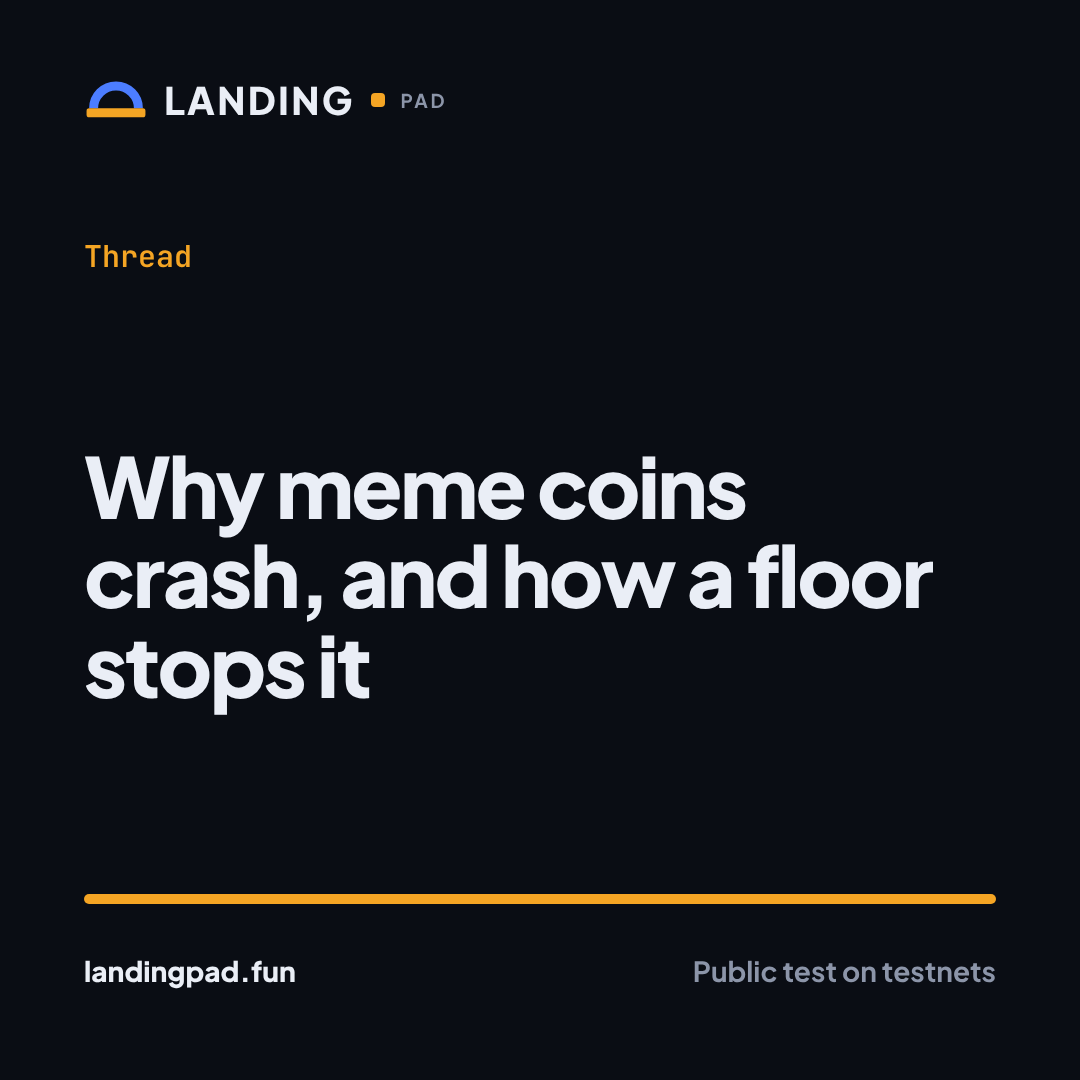 LANDING PAD
Thread
Why meme coins
crash, and how a floor
stops it
landingpad.fun
Public test on testnets